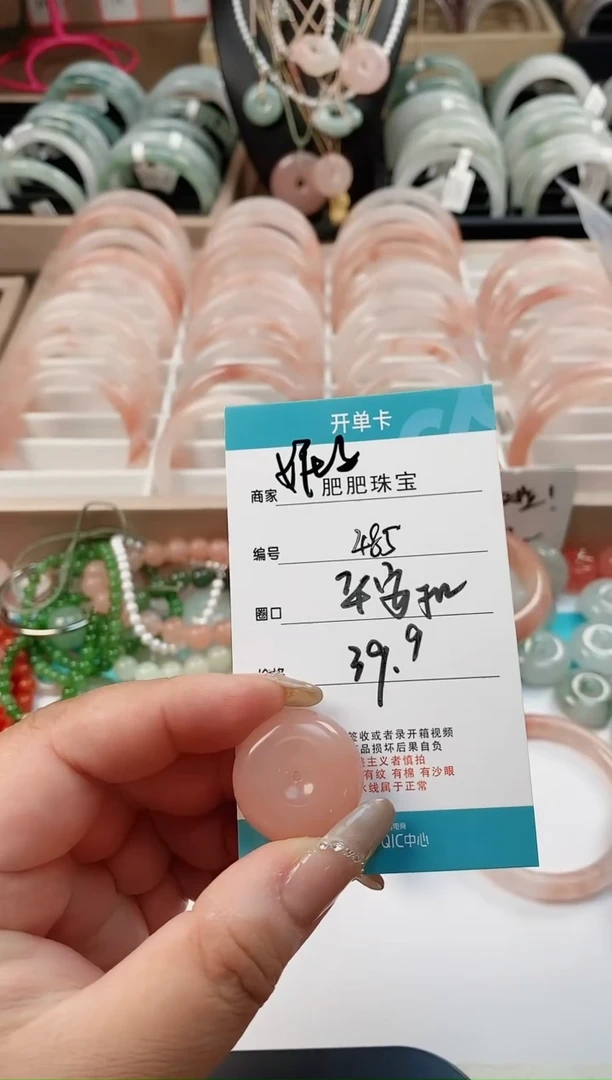 开单卡
商家 肥肥珠宝
编号 485
圈口 平安扣
39.9
签收或者录开箱视频
品损坏后果自负
主义者慎拍
有纹 有棉 有沙眼
水线属于正常
电商
QIC中心